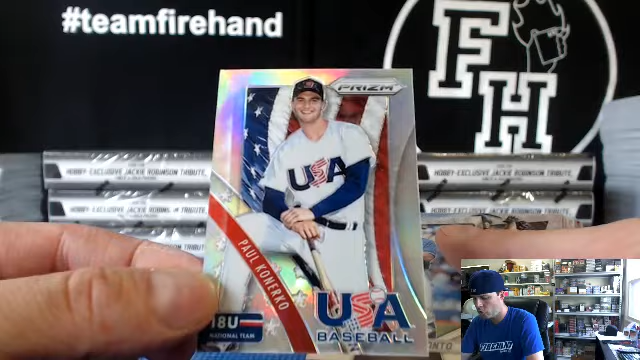 #teamfirehand
FH
PRIZM
HOBBY-EXCLUSIVE JACKIE ROBINSON TRIBUTE,
HOBBY-EXCLUSIVE JACKIE ROBINSON TRIBUTE,
HOBBY-EXCLUSIVE JACKIE ROBINSON TRIBUTE,
HOBBY-EXCLUSIVE JACKIE ROBINSON TRIBUTE,
USA
PAUL KONERKO
18U
NATIONAL TEAM
USA
BASEBALL